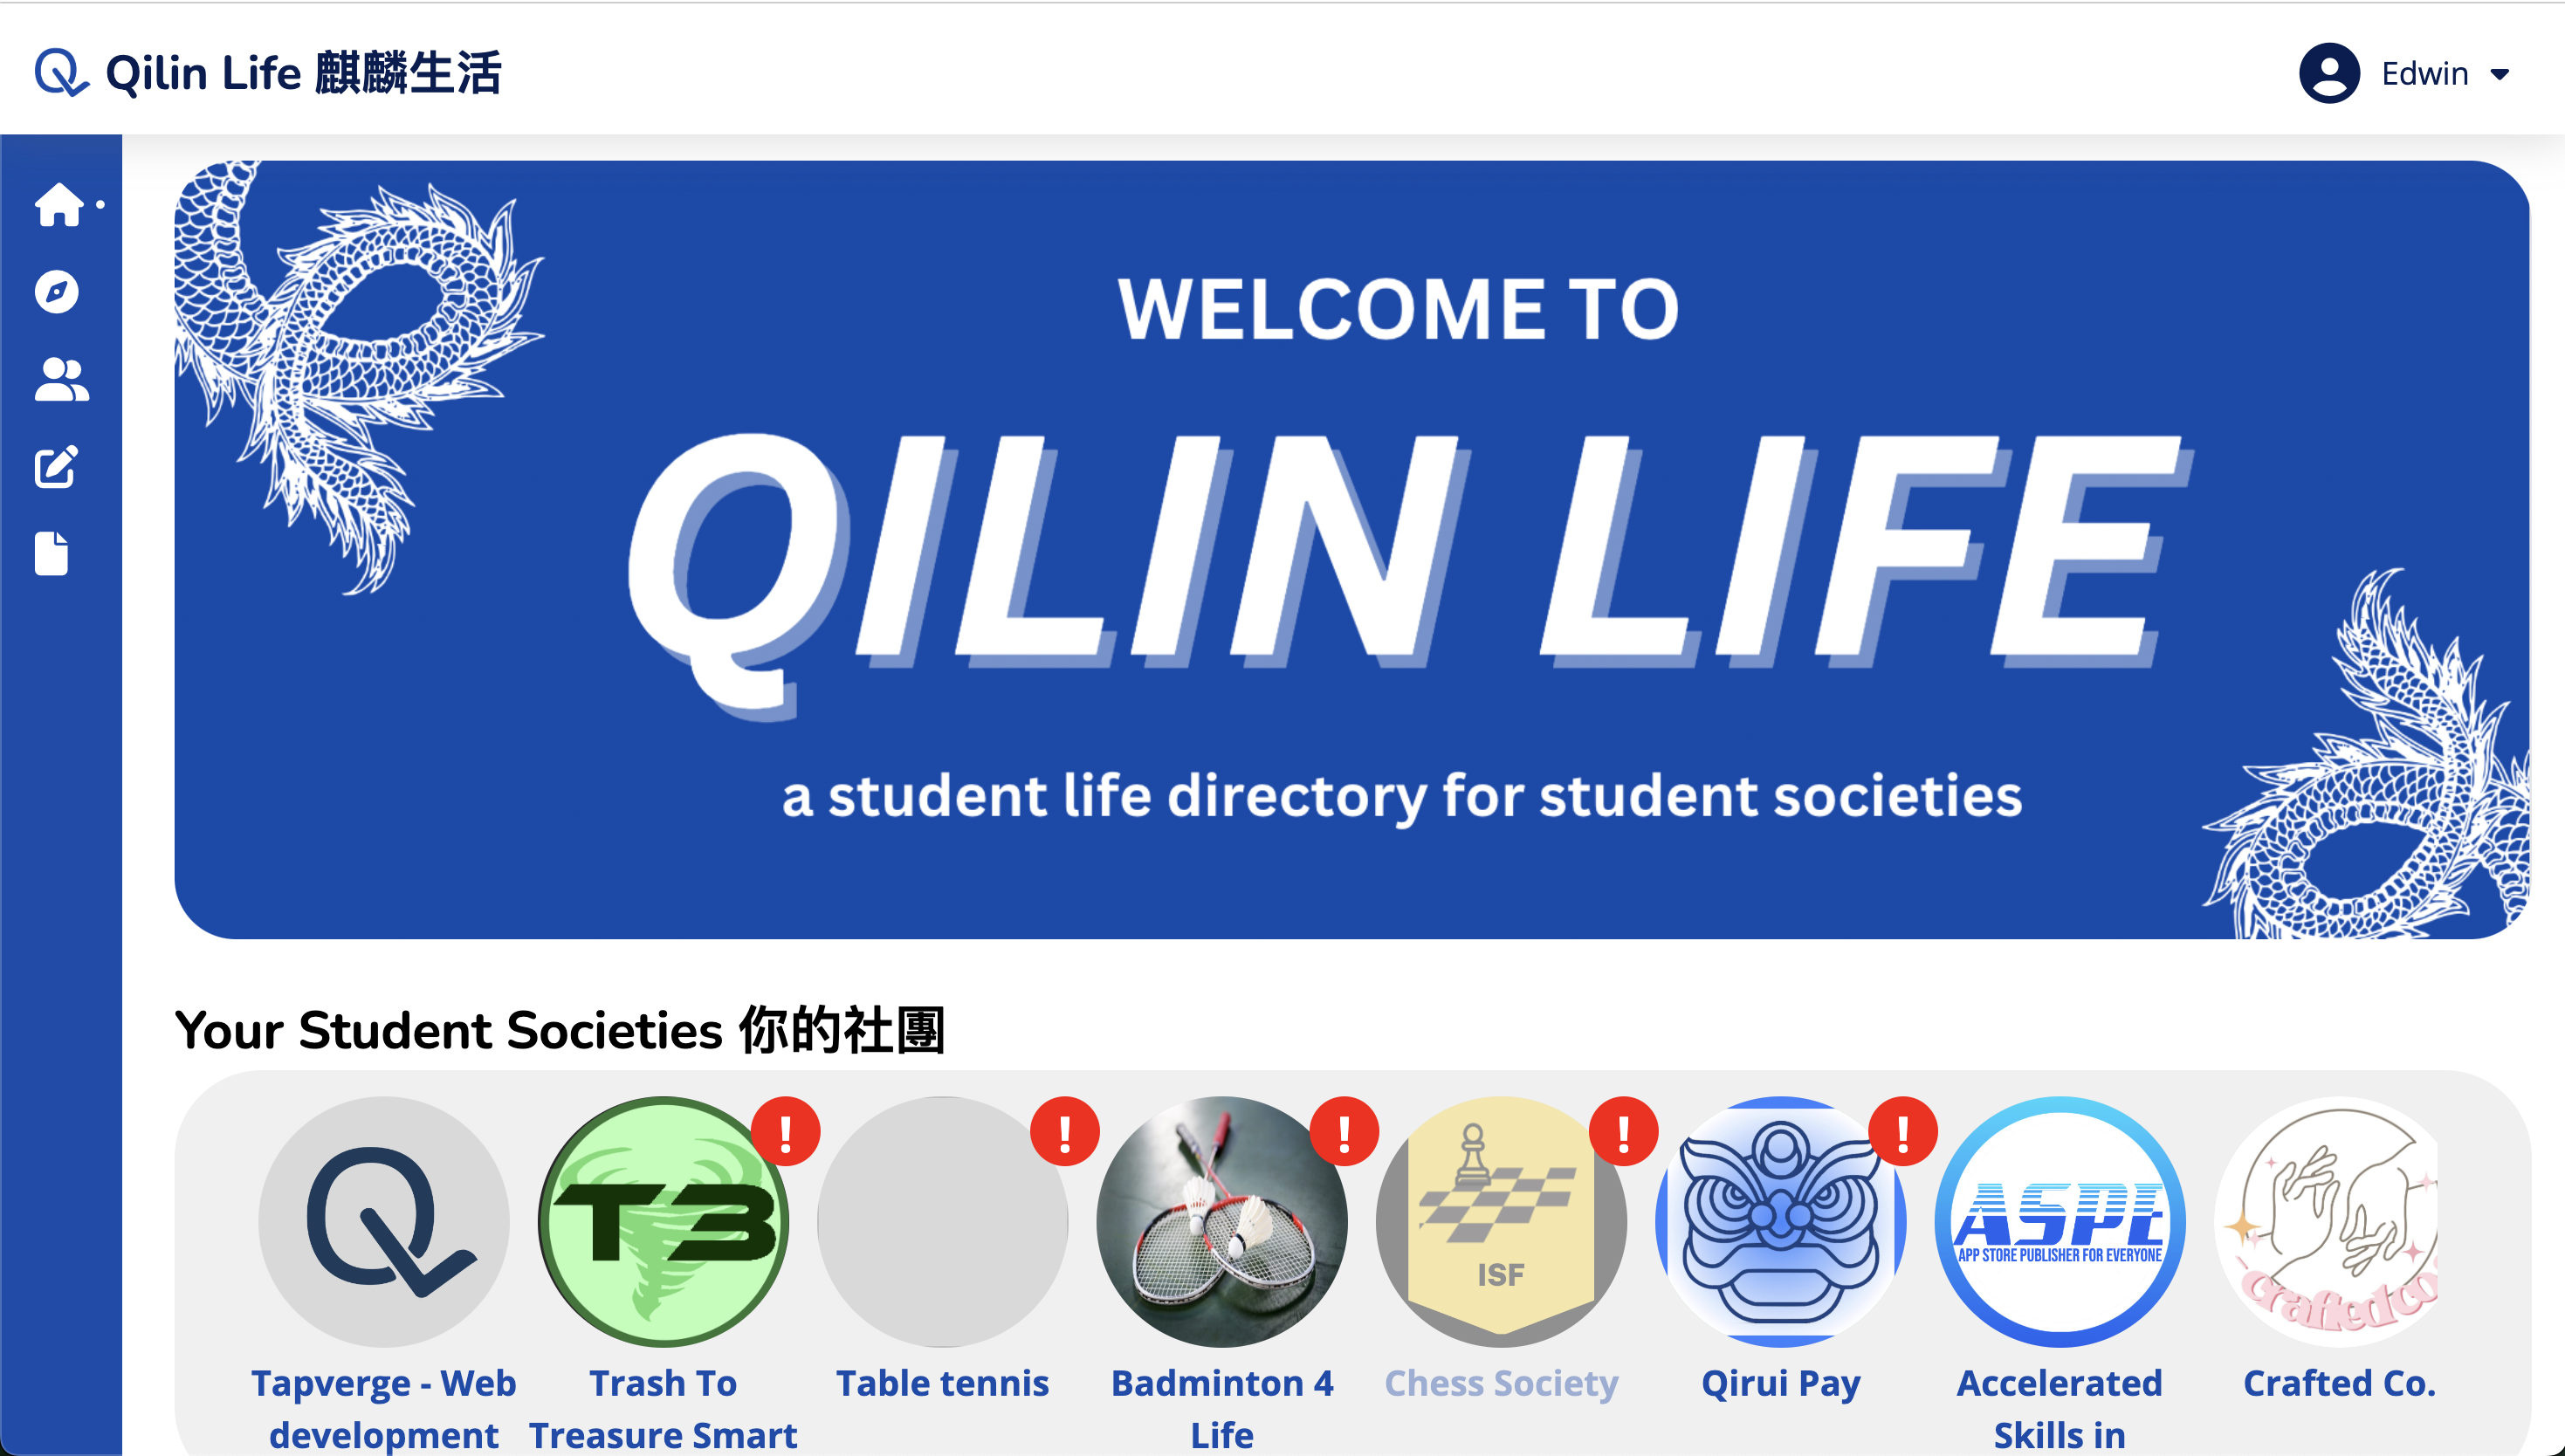 Qilin Life 麒麟生活
Edwin
WELCOME TO
QILIN LIFE
a student life directory for student societies
Your Student Societies 你的社團
T3
ISF
ASPE
APP STORE PUBLISHER FOR EVERYONE
craftedco
Tapverge - Web
development
Trash To
Treasure Smart
Table tennis
Badminton 4
Life
Chess Society
Qirui Pay
Accelerated
Skills in
Crafted Co.